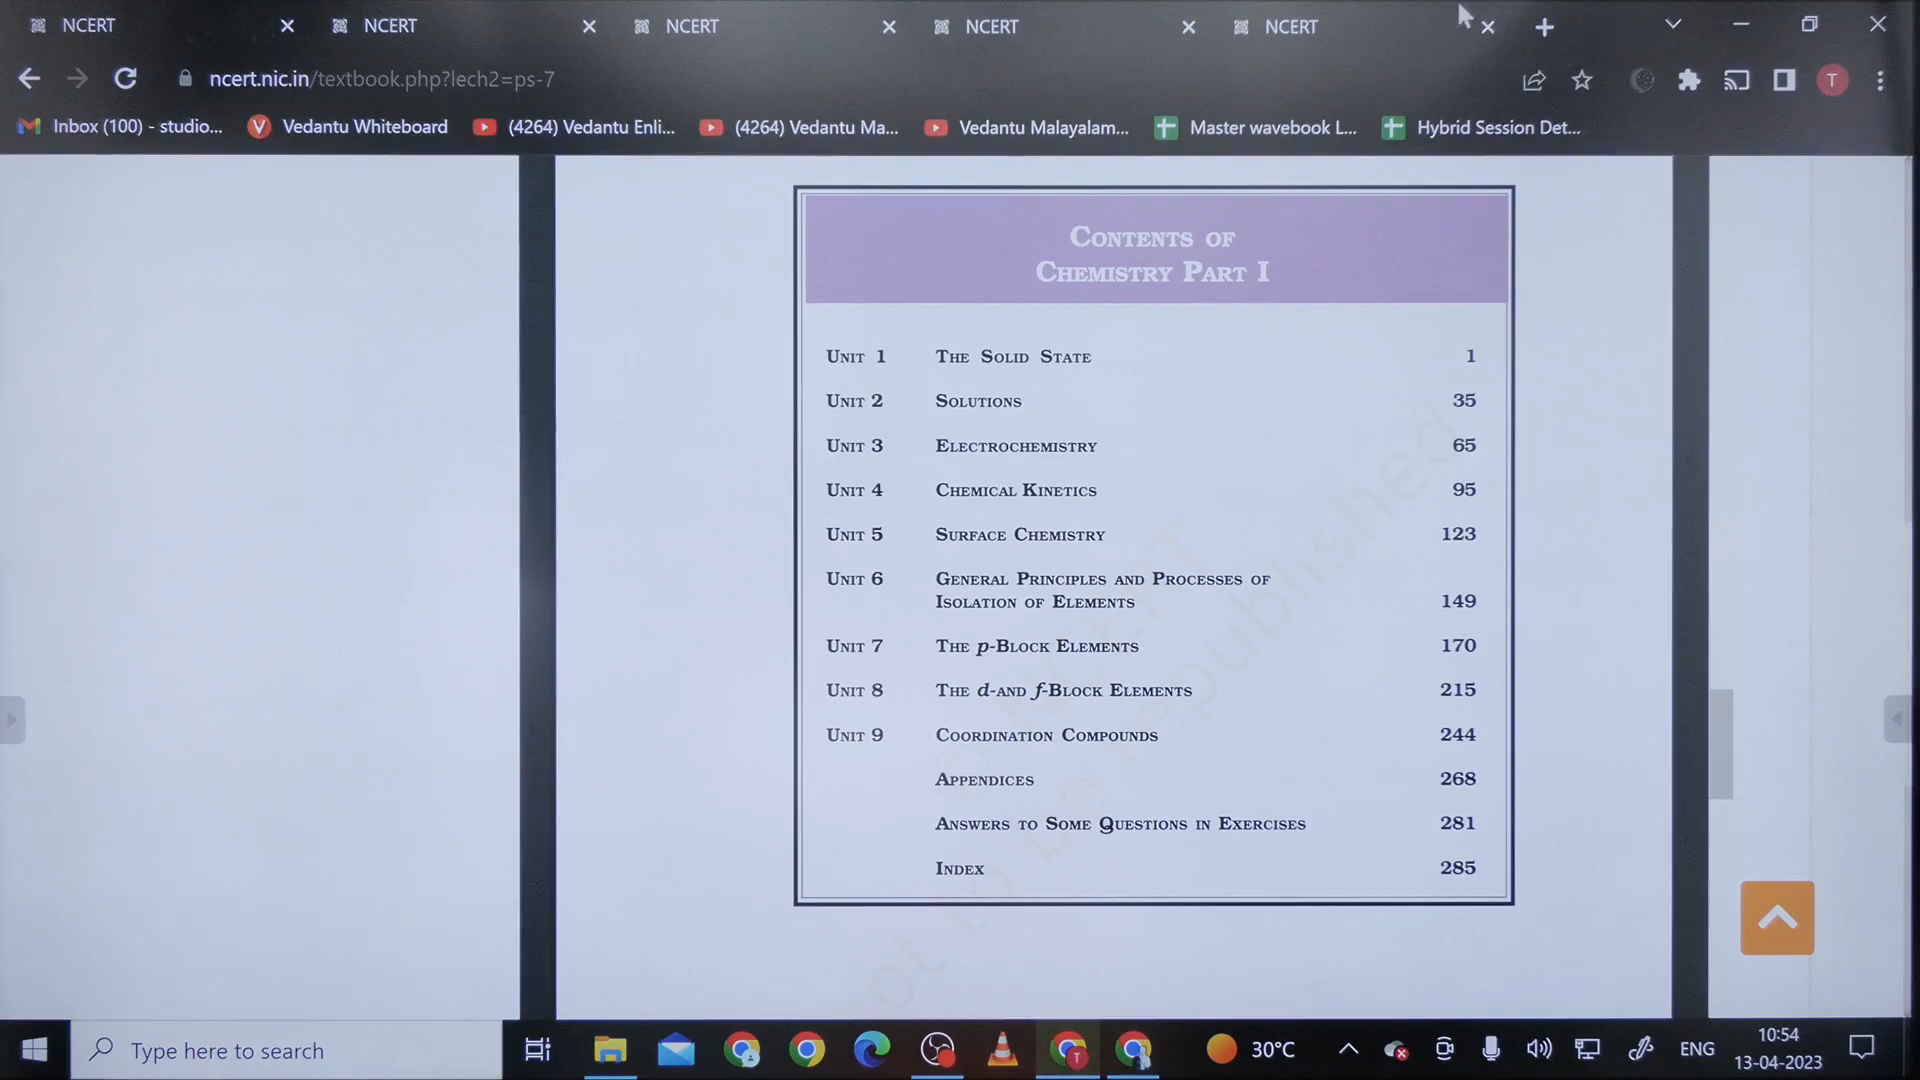 NCERT
NCERT
NCERT
NCERT
NCERT
ncert.nic.in/textbook.php?lech2=ps-7
T
Inbox (100) - studio...
Vedantu Whiteboard
(4264) Vedantu Enli...
(4264) Vedantu Ma...
Vedantu Malayalam...
Master wavebook L...
Hybrid Session Det...
CONTENTS OF
CHEMISTRY PART I
UNIT 1 THE SOLID STATE 1
UNIT 2 SOLUTIONS 35
UNIT 3 ELECTROCHEMISTRY 65
UNIT 4 CHEMICAL KINETICS 95
UNIT 5 SURFACE CHEMISTRY 123
UNIT 6 GENERAL PRINCIPLES AND PROCESSES OF
ISOLATION OF ELEMENTS 149
UNIT 7 THE p-BLOCK ELEMENTS 170
UNIT 8 THE d-AND f-BLOCK ELEMENTS 215
UNIT 9 COORDINATION COMPOUNDS 244
APPENDICES 268
ANSWERS TO SOME QUESTIONS IN EXERCISES 281
INDEX 285
not to be republished
Type here to search
T
30°C
ENG
10:54
13-04-2023